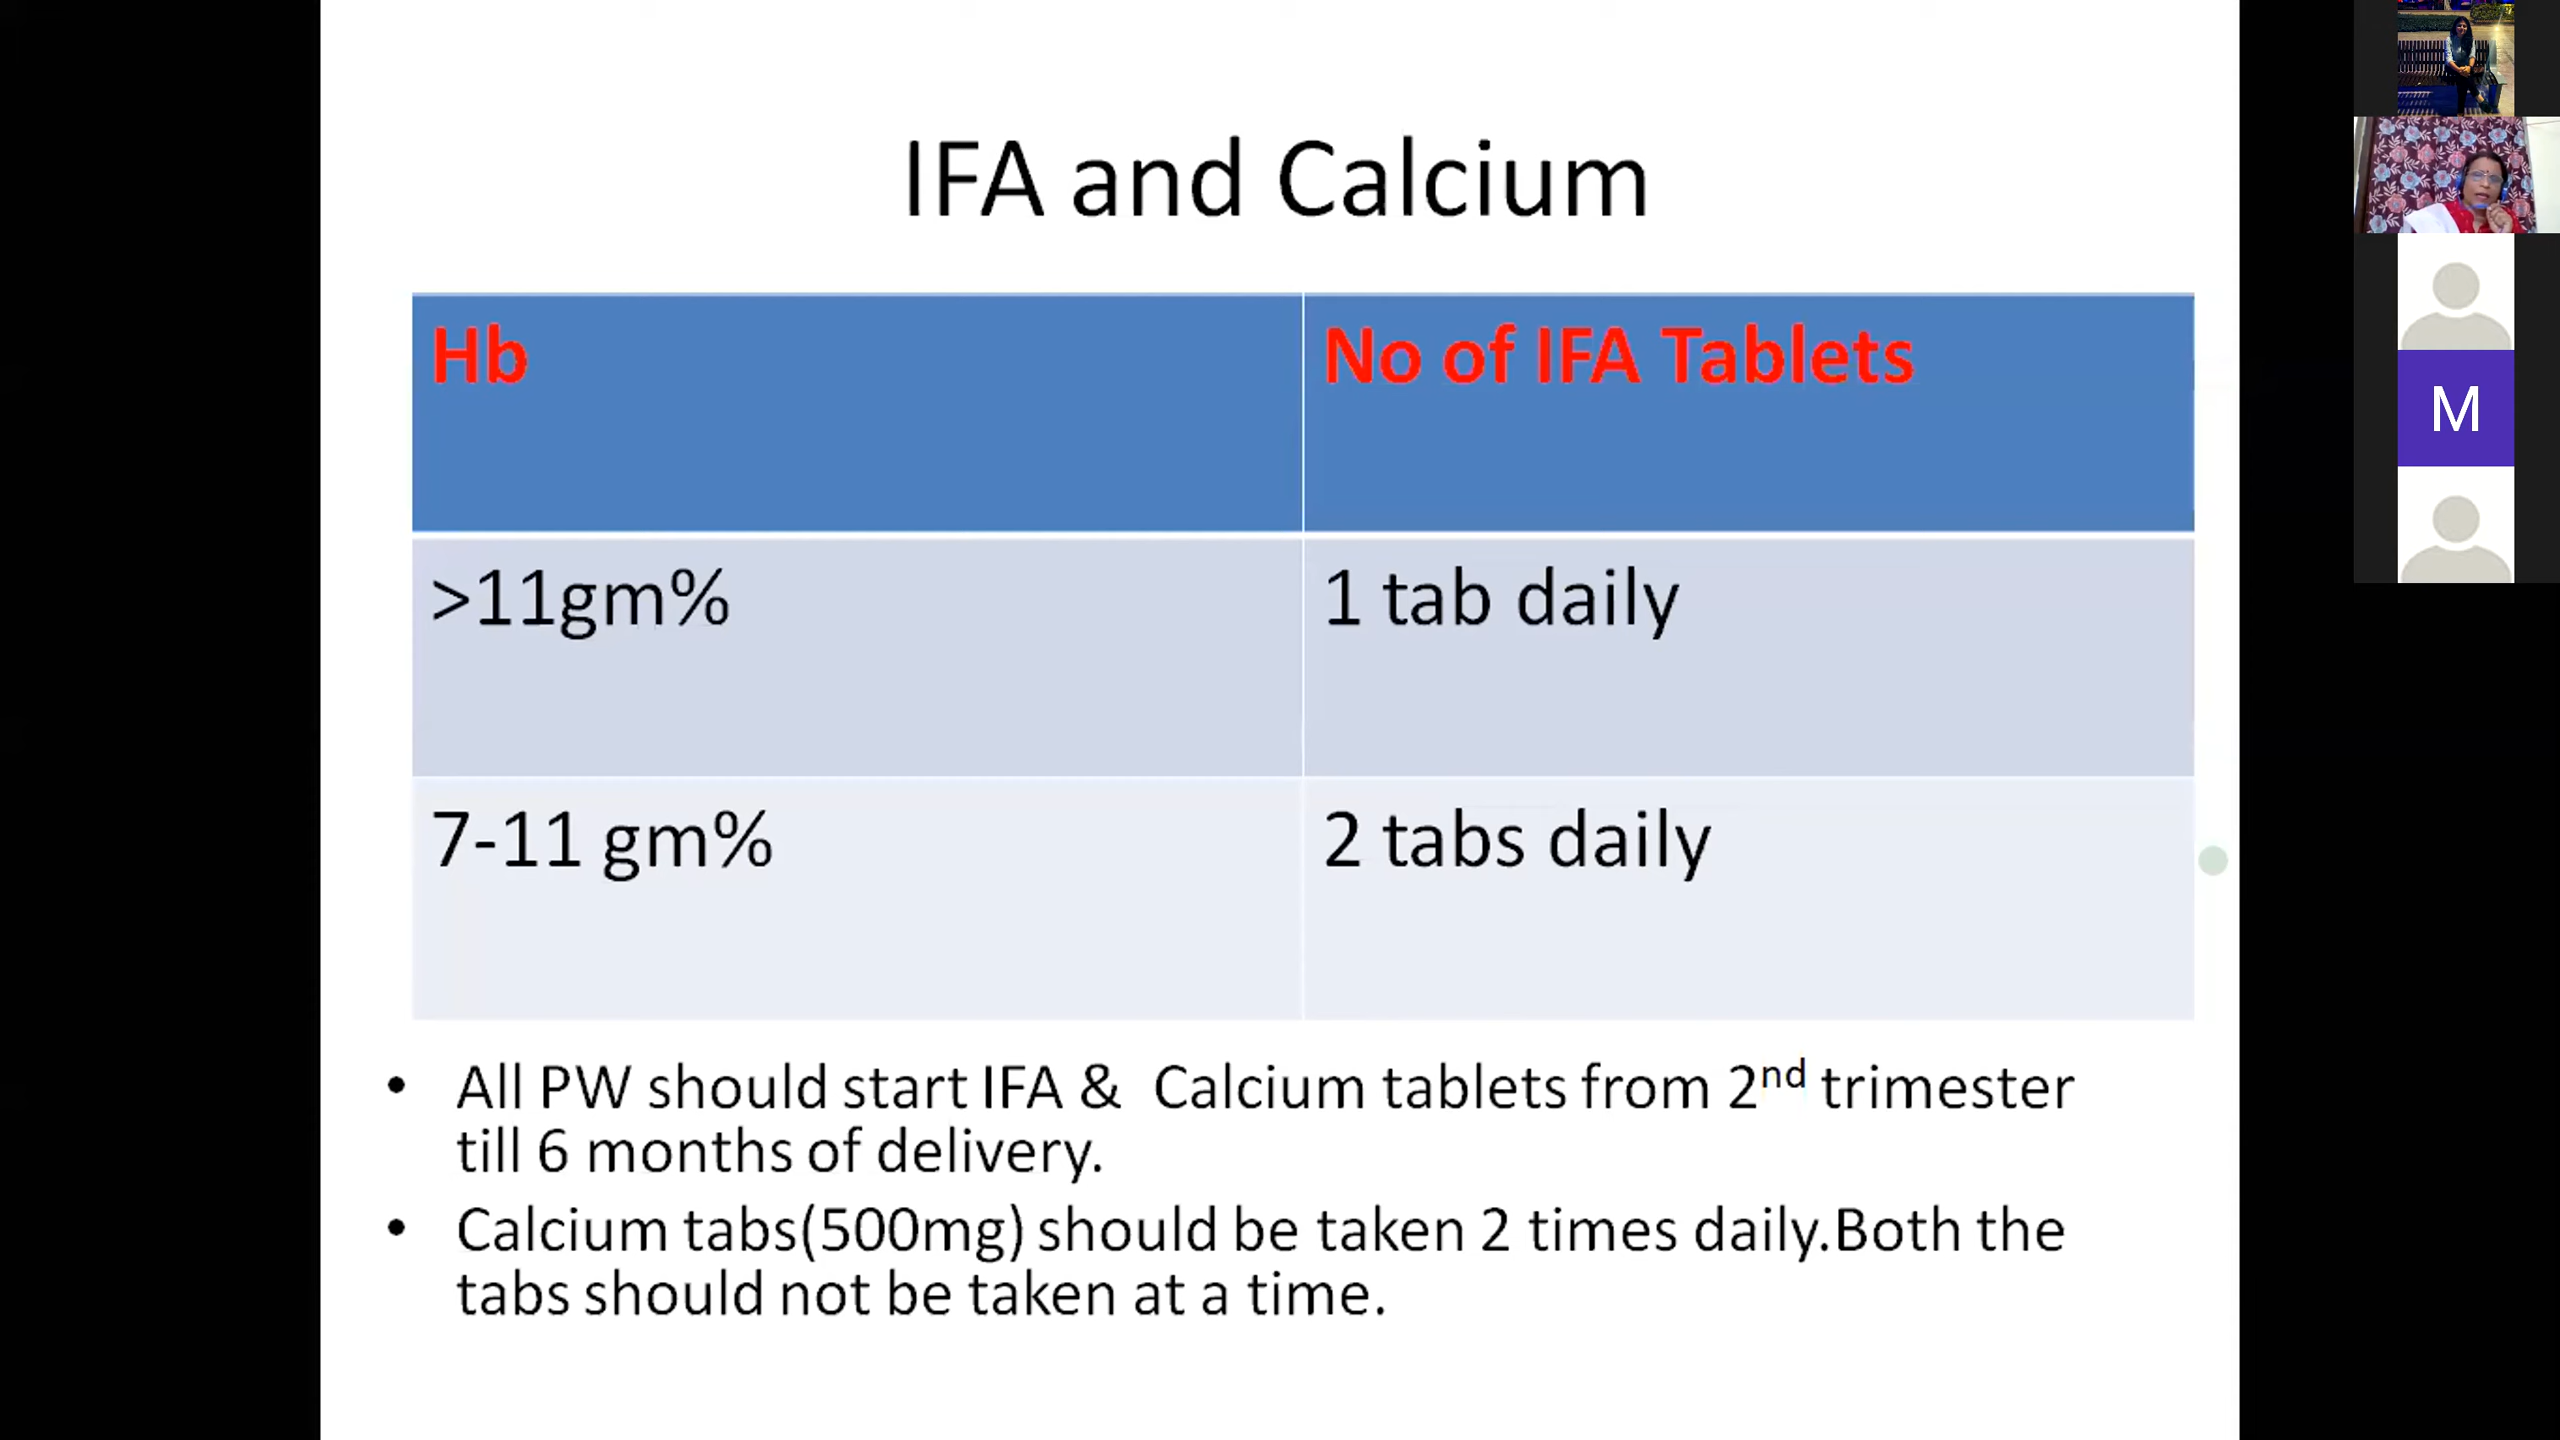 IFA and Calcium
Hb
No of IFA Tablets
>11gm%
1 tab daily
7-11 gm%
2 tabs daily
• All PW should start IFA & Calcium tablets from 2nd trimester
till 6 months of delivery.
• Calcium tabs(500mg) should be taken 2 times daily.Both the
tabs should not be taken at a time.
M